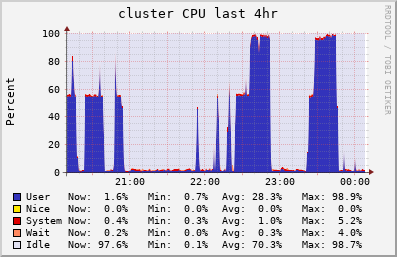 cluster CPU last 4hr
RRDTOOL / TOBI OETIKER
Percent
100
80
60
40
20
0
21:00 22:00 23:00 00:00
User Now: 1.6% Min: 0.7% Avg: 28.3% Max: 98.9%
Nice Now: 0.0% Min: 0.0% Avg: 0.0% Max: 0.0%
System Now: 0.4% Min: 0.3% Avg: 1.0% Max: 5.2%
Wait Now: 0.2% Min: 0.0% Avg: 0.3% Max: 4.0%
Idle Now: 97.6% Min: 0.1% Avg: 70.3% Max: 98.7%